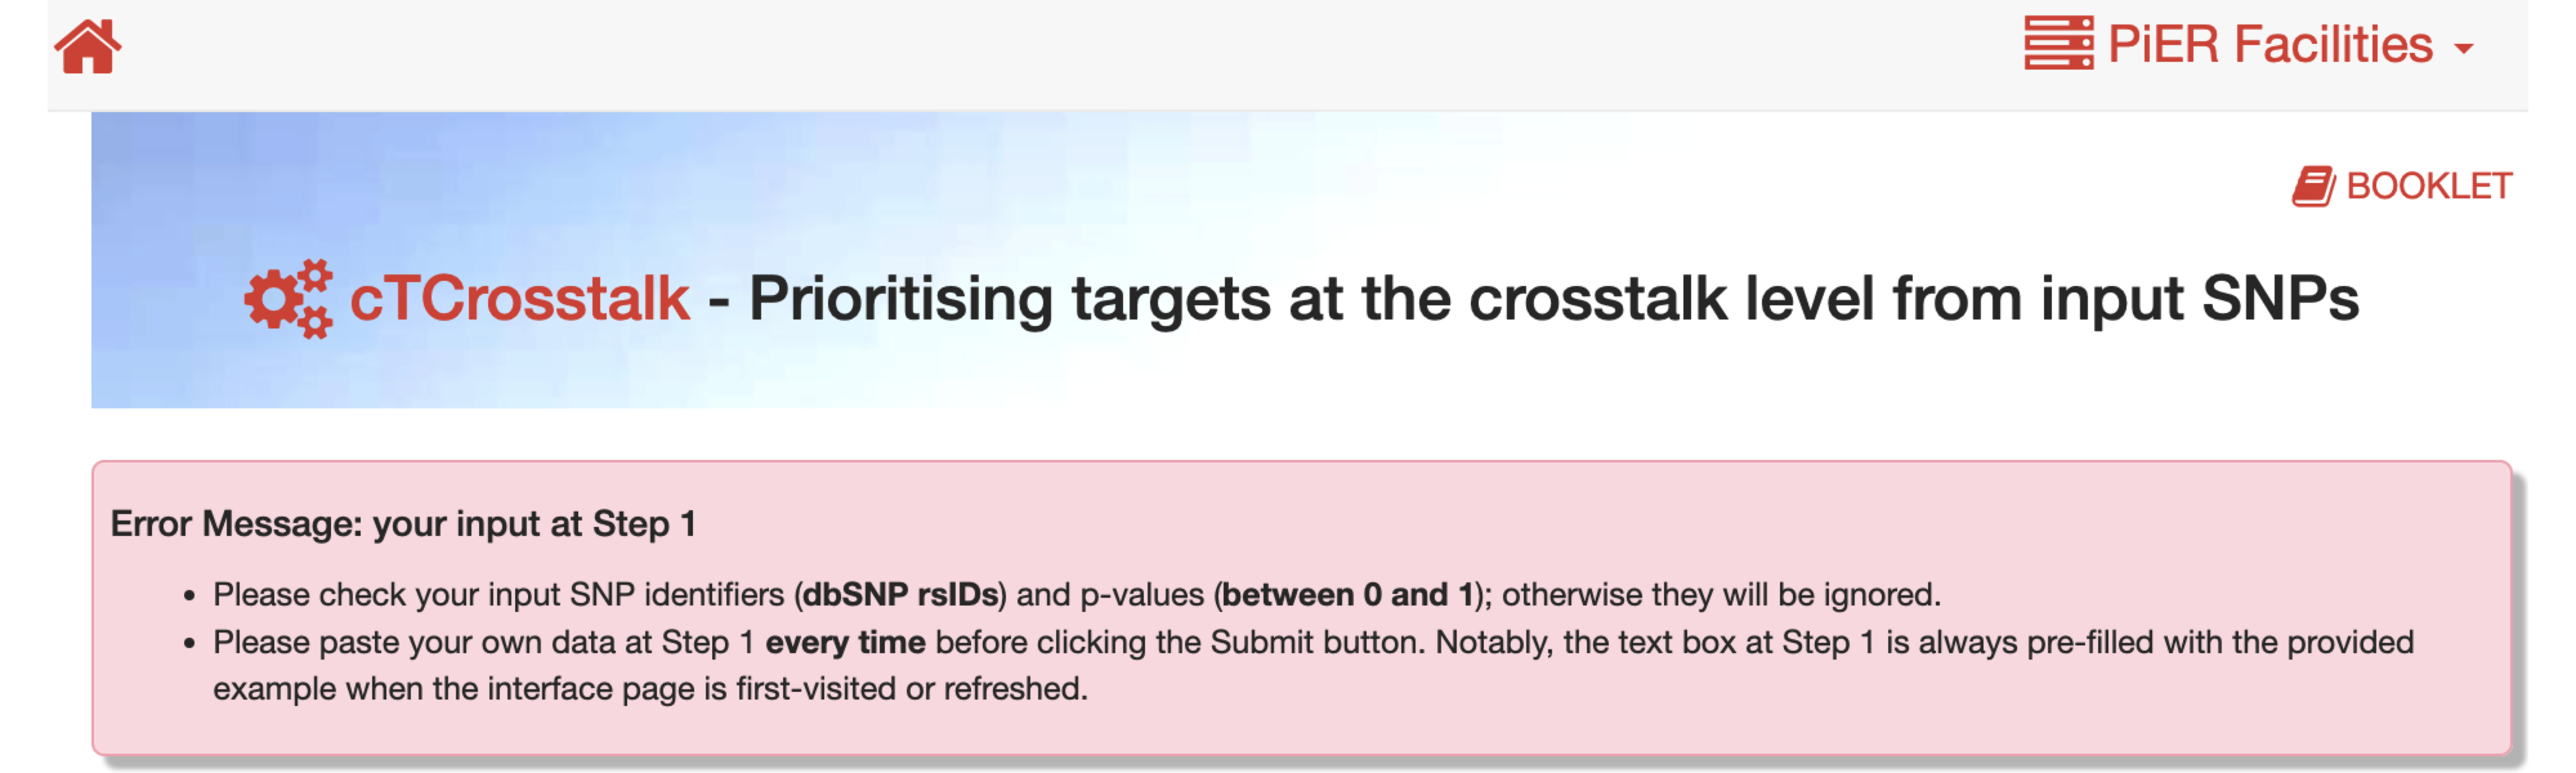 PiER Facilities
BOOKLET
cTCrosstalk - Prioritising targets at the crosstalk level from input SNPs
Error Message: your input at Step 1
• Please check your input SNP identifiers (dbSNP rsIDs) and p-values (between 0 and 1); otherwise they will be ignored.
• Please paste your own data at Step 1 every time before clicking the Submit button. Notably, the text box at Step 1 is always pre-filled with the provided
example when the interface page is first-visited or refreshed.